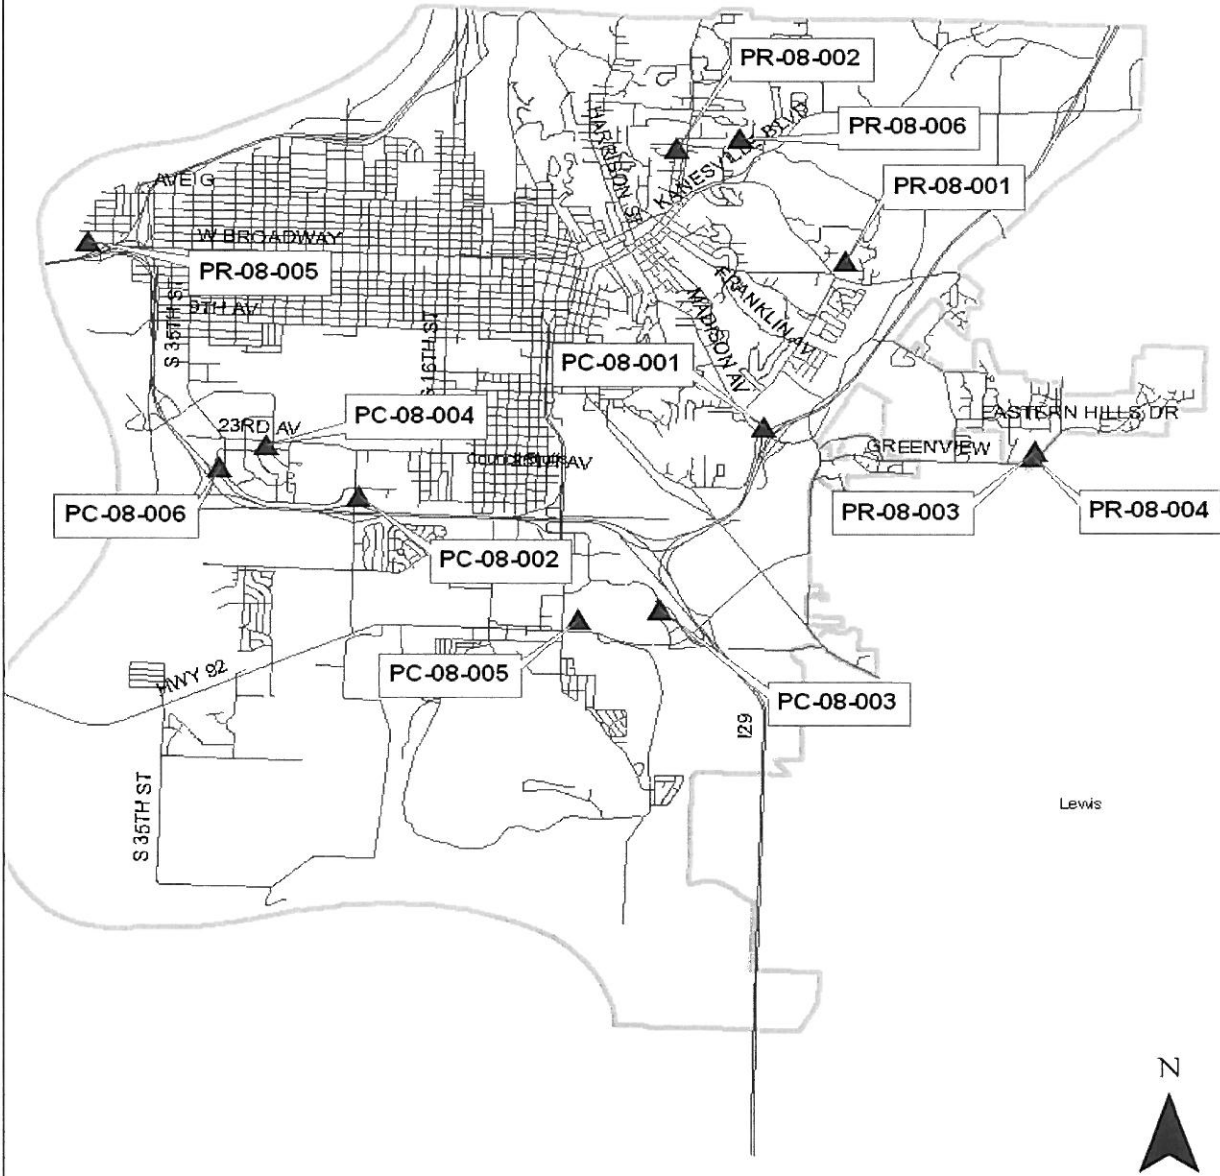 PR-08-002
PR-08-006
HARRISON ST
KANESVILLE BLVD
PR-08-001
AVE G
W BROADWAY
PR-08-005
S 35TH ST
9TH AV
FRANKLIN AV
MADISON AV
S 16TH ST
PC-08-001
PC-08-004
23RD AV
EASTERN HILLS DR
GREENVIEW
PC-08-006
PR-08-003
PR-08-004
PC-08-002
PC-08-005
HWY 92
PC-08-003
I29
S 35TH ST
Lewis
N